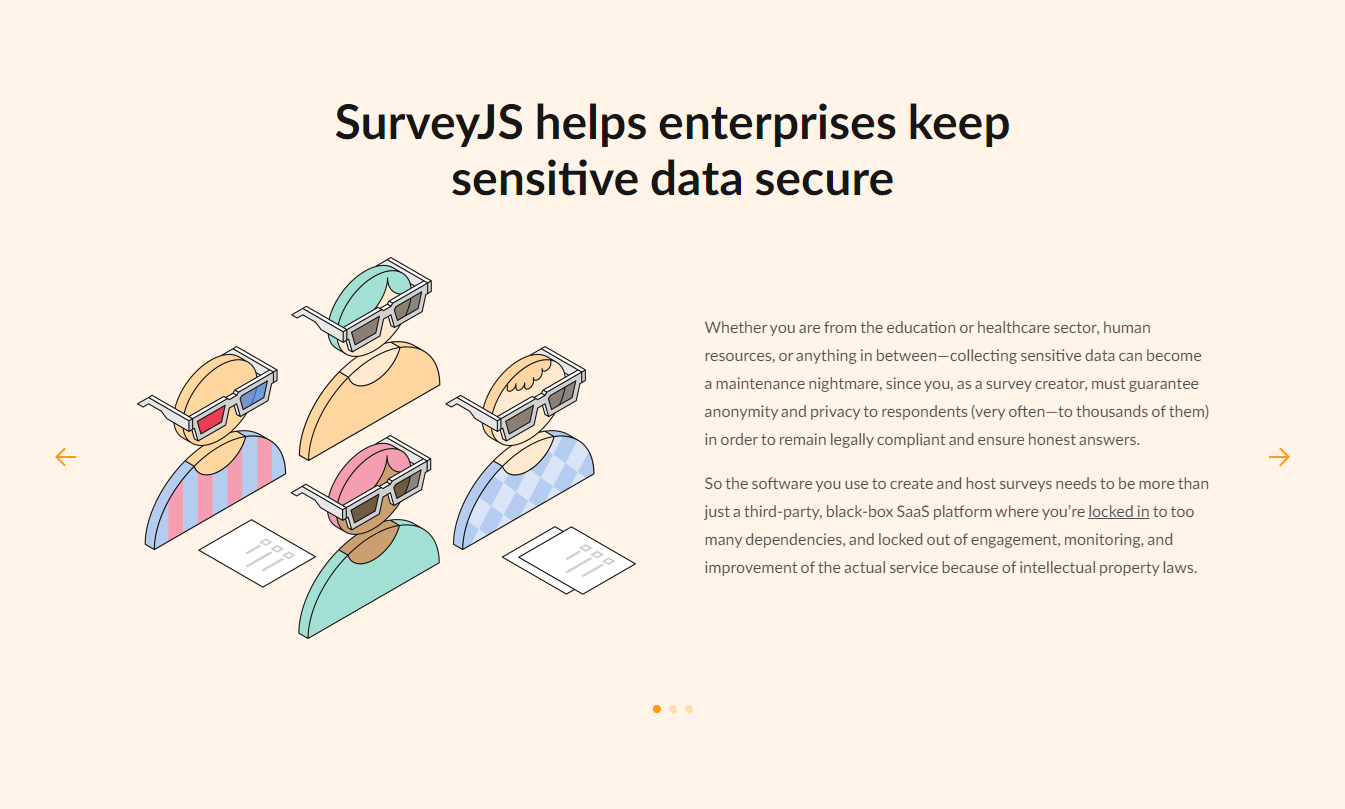 SurveyJS helps enterprises keep
sensitive data secure
Whether you are from the education or healthcare sector, human
resources, or anything in between—collecting sensitive data can become
a maintenance nightmare, since you, as a survey creator, must guarantee
anonymity and privacy to respondents (very often—to thousands of them)
in order to remain legally compliant and ensure honest answers.
So the software you use to create and host surveys needs to be more than
just a third-party, black-box SaaS platform where you’re locked in to too
many dependencies, and locked out of engagement, monitoring, and
improvement of the actual service because of intellectual property laws.